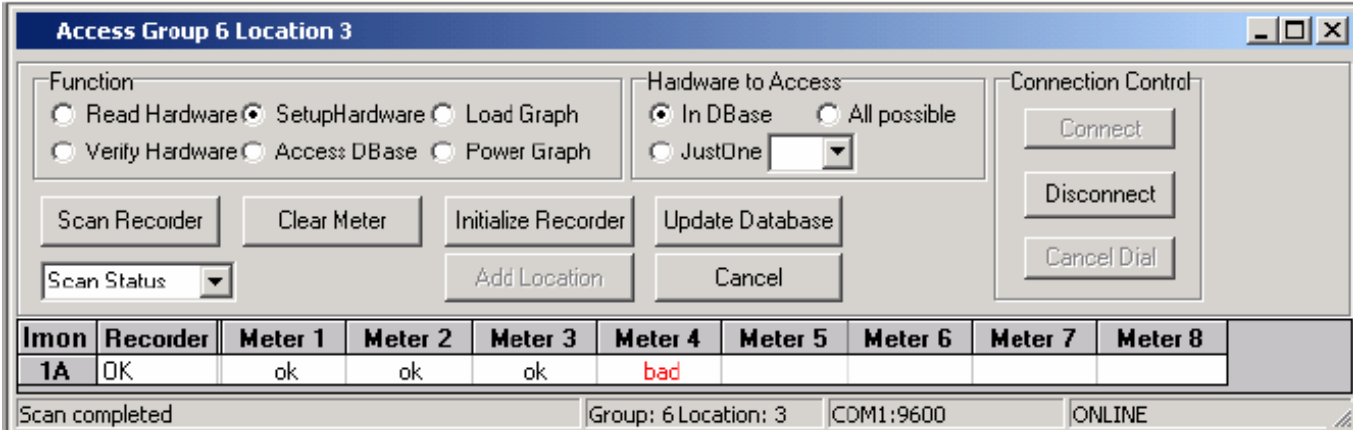 Access Group 6 Location 3
Function
Hardware to Access
Connection Control
Read Hardware SetupHardware Load Graph
In DBase All possible
Connect
Verify Hardware Access DBase Power Graph
JustOne
Disconnect
Scan Recorder Clear Meter Initialize Recorder Update Database
Cancel Dial
Scan Status Add Location Cancel
Imon Recorder Meter 1 Meter 2 Meter 3 Meter 4 Meter 5 Meter 6 Meter 7 Meter 8
1A OK ok ok ok bad
Scan completed Group: 6 Location: 3 COM1:9600 ONLINE